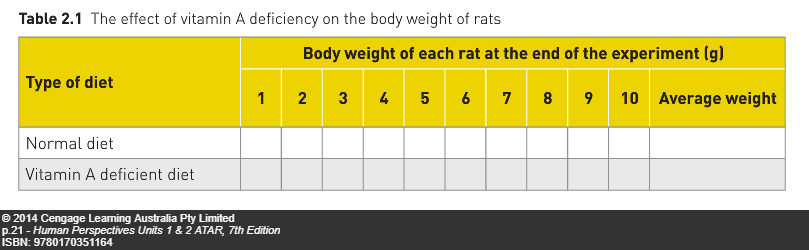 Table 2.1 The effect of vitamin A deficiency on the body weight of rats
Type of diet
Body weight of each rat at the end of the experiment (g)
1 2 3 4 5 6 7 8 9 10 Average weight
Normal diet
Vitamin A deficient diet
© 2014 Cengage Learning Australia Pty Limited
p.21 - Human Perspectives Units 1 & 2 ATAR, 7th Edition
ISBN: 9780170351164